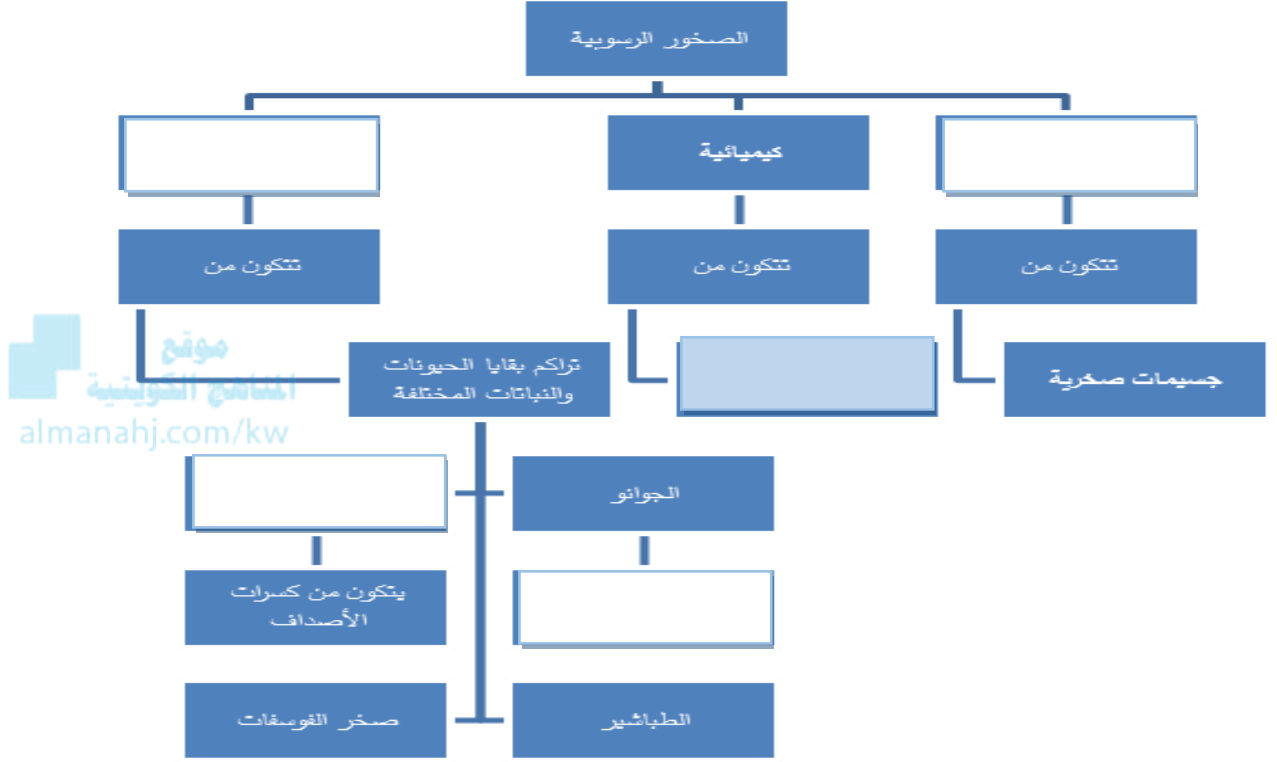 الصخور الرسوبية
كيميائية
تتكون من
تتكون من
تتكون من
جسيمات صخرية
تراكم بقايا الحيونات
والنباتات المختلفة
موقع
المناهج الكويتية
almanahj.com/kw
الجوانو
يتكون من كسرات
الأصداف
الطباشير
صخر الفوسفات